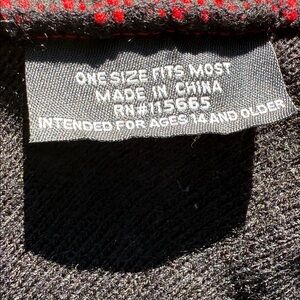 ONE SIZE FITS MOST
MADE IN CHINA
RN#115665
INTENDED FOR AGES 14 AND OLDER